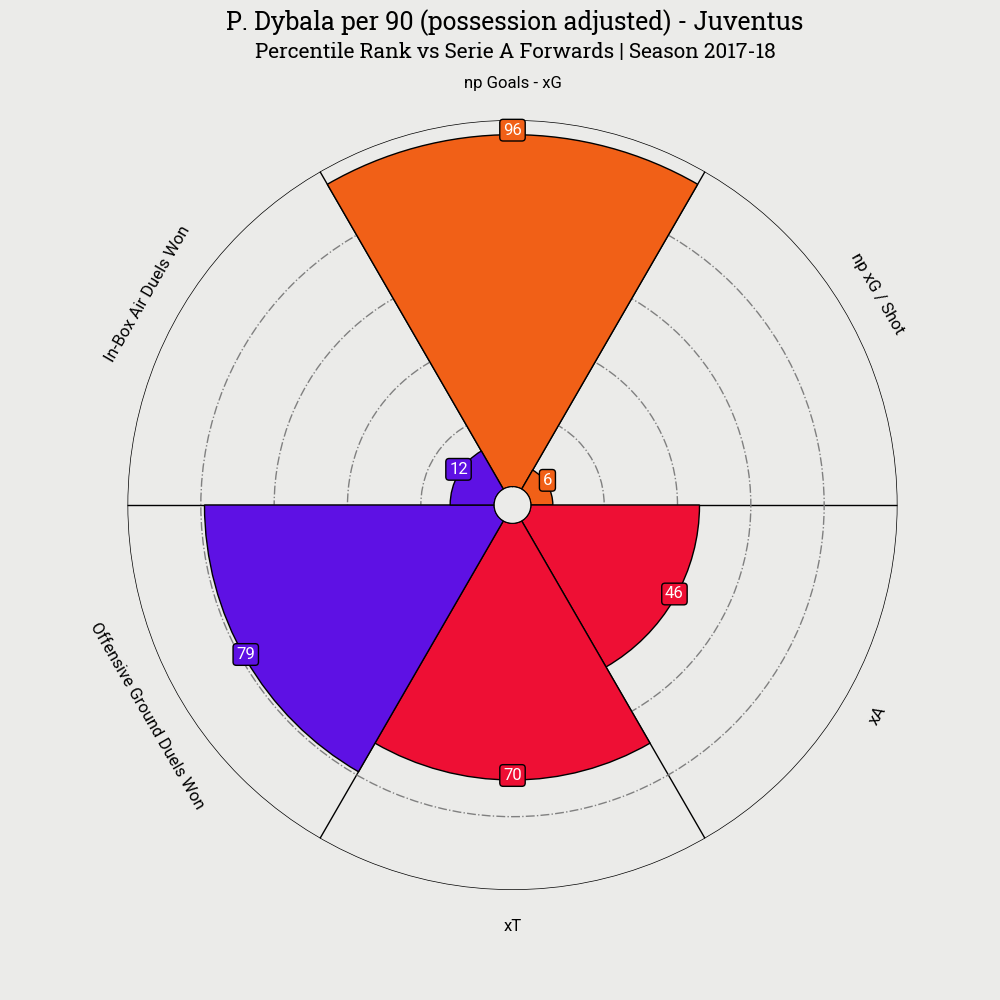 P. Dybala per 90 (possession adjusted) - Juventus
Percentile Rank vs Serie A Forwards | Season 2017-18
np Goals - xG
96
In-Box Air Duels Won
np xG / Shot
12
6
46
79
Offensive Ground Duels Won
xA
70
xT